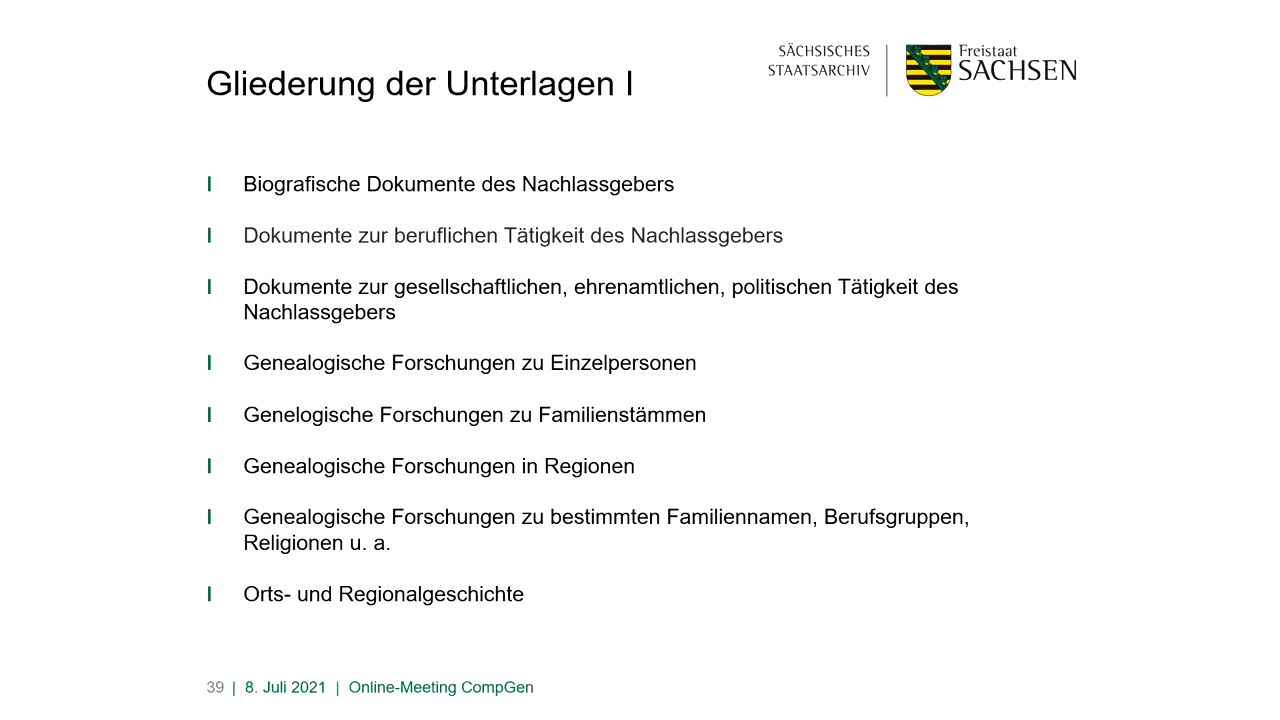 SÄCHSISCHES
STAATSARCHIV
Freistaat
SACHSEN
Gliederung der Unterlagen I
I Biografische Dokumente des Nachlassgebers
I Dokumente zur beruflichen Tätigkeit des Nachlassgebers
I Dokumente zur gesellschaftlichen, ehrenamtlichen, politischen Tätigkeit des
Nachlassgebers
I Genealogische Forschungen zu Einzelpersonen
I Genelogische Forschungen zu Familienstämmen
I Genealogische Forschungen in Regionen
I Genealogische Forschungen zu bestimmten Familiennamen, Berufsgruppen,
Religionen u. a.
I Orts- und Regionalgeschichte
39 | 8. Juli 2021 | Online-Meeting CompGen